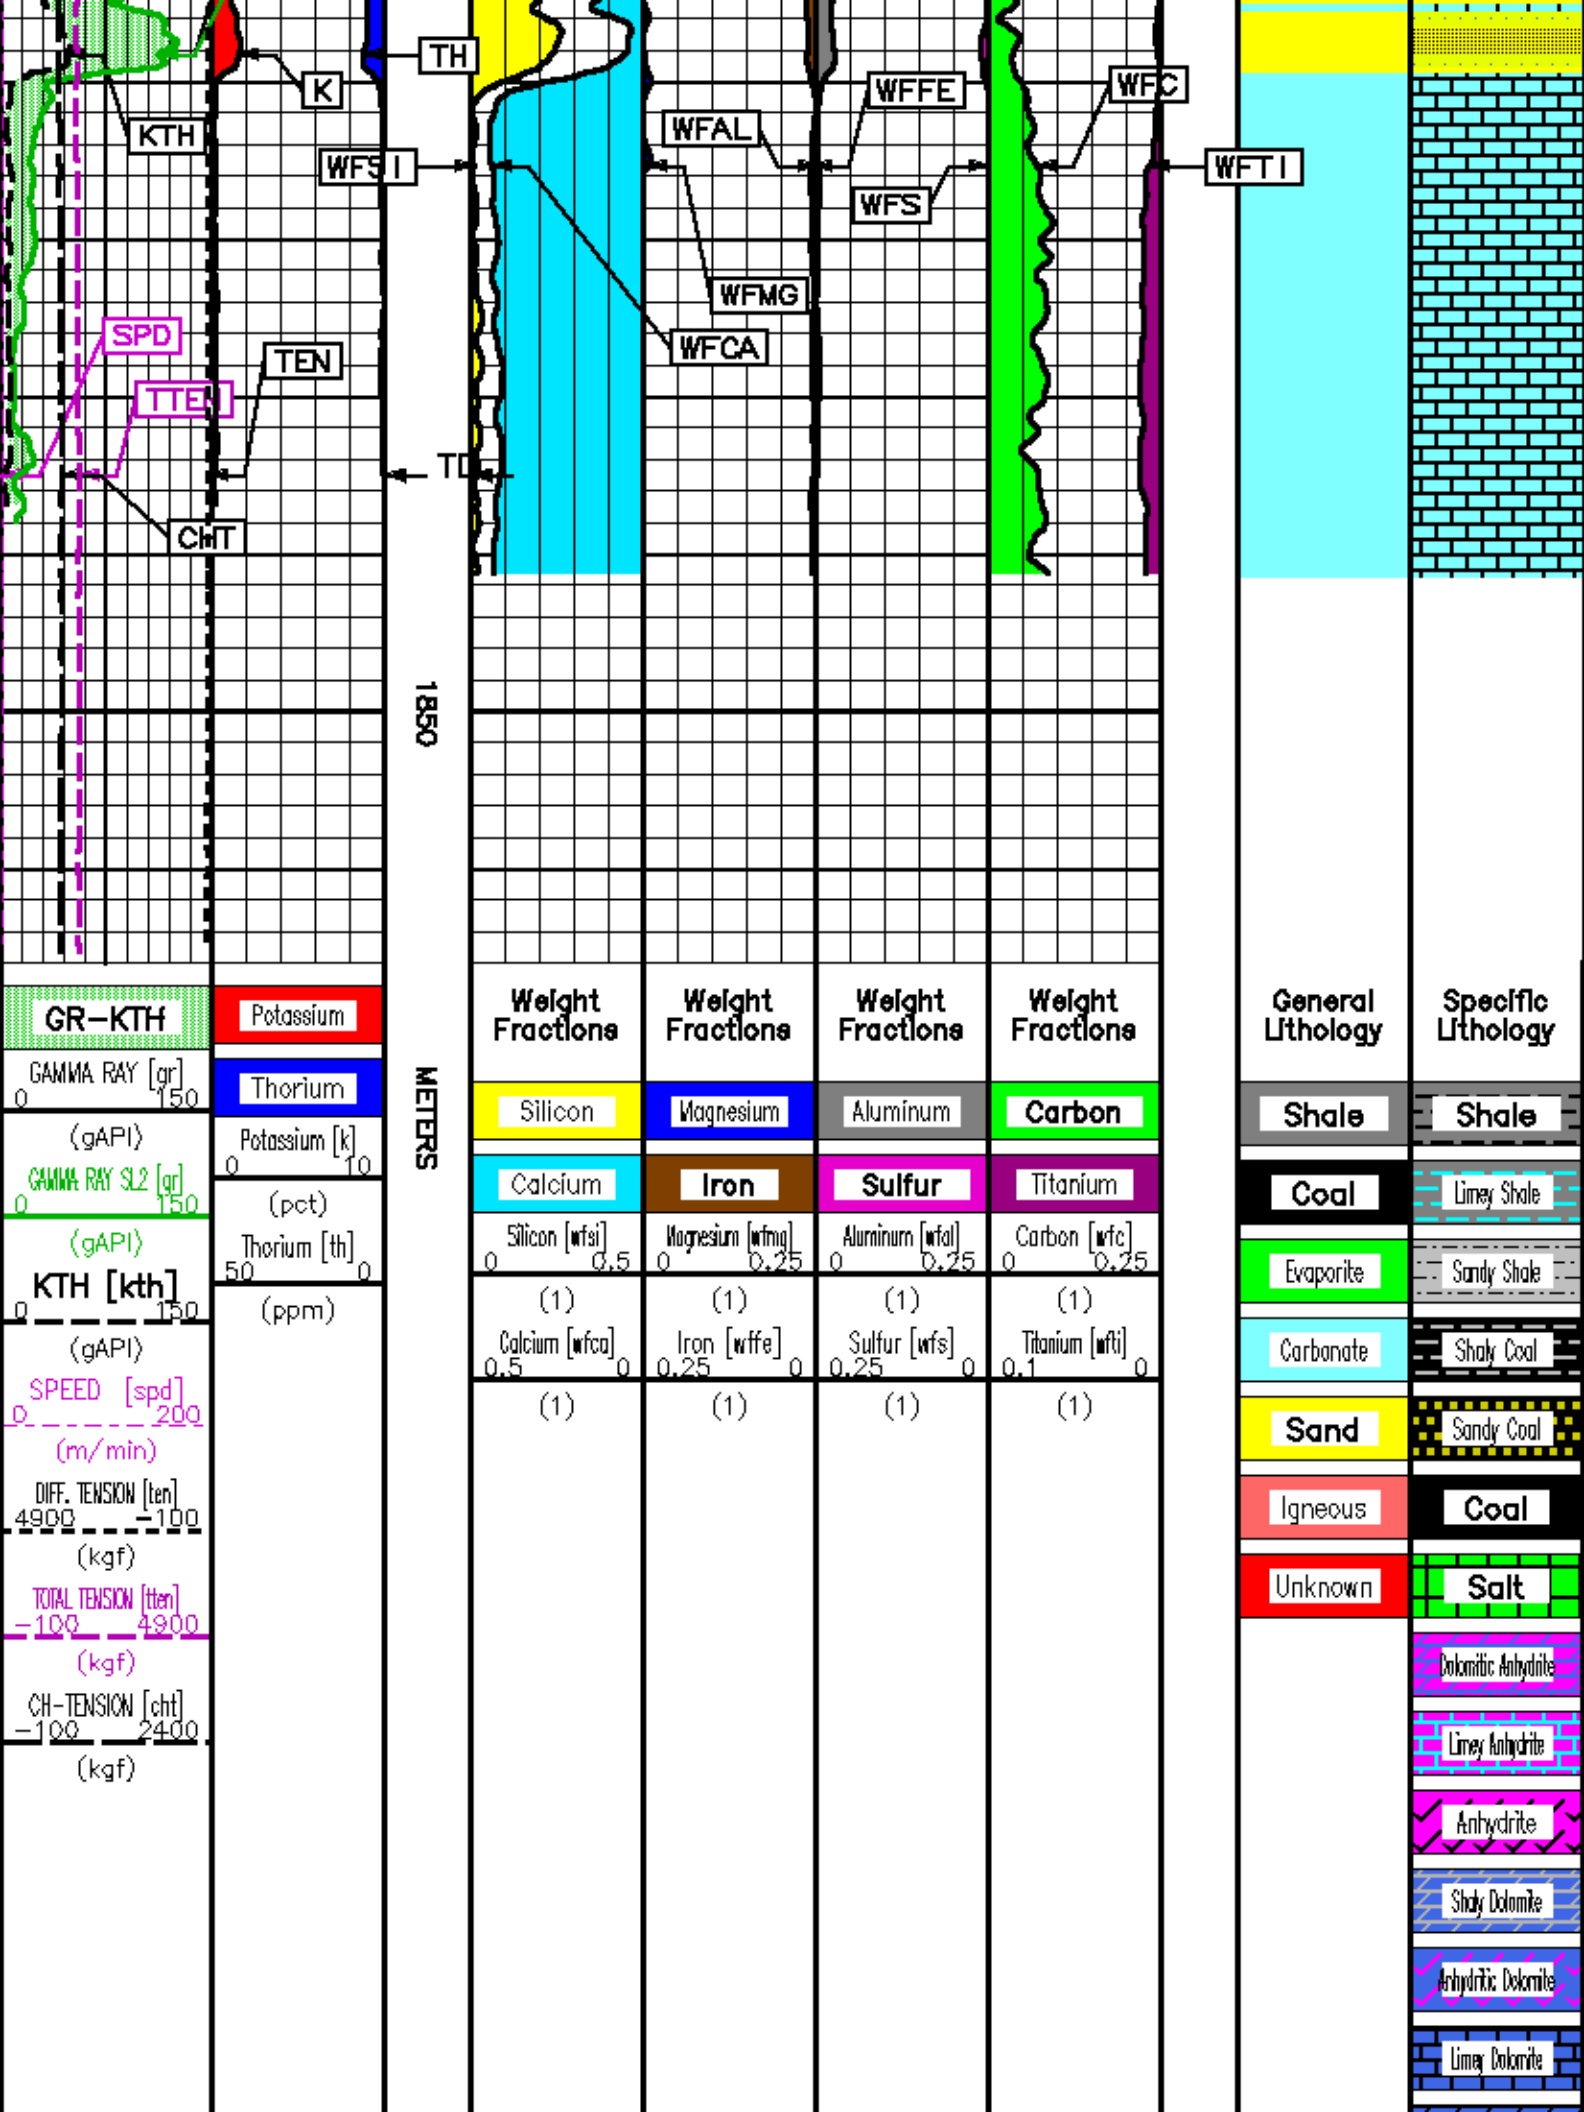 TH
K
KTH
WFSI
WFAL
WFFE
WFC
WFS
WFTI
WFMG
WFCA
SPD
TEN
TTEN
TD
CHT
1850
METERS
GR-KTH
GAMMA RAY [gr]
0 150
(gAPI)
GAMMA RAY SL2 [gr]
0 150
(gAPI)
KTH [kth]
0 150
(gAPI)
SPEED [spd]
0 200
(m/min)
DIFF. TENSION [ten]
4900 -100
(kgf)
TOTAL TENSION [tten]
-100 4900
(kgf)
CH-TENSION [cht]
-100 2400
(kgf)
Potassium
Thorium
Potassium [k]
0 10
(pct)
Thorium [th]
50 0
(ppm)
Weight
Fractions
Silicon
Calcium
Silicon [wfsi]
0 0.5
(1)
Calcium [wfca]
0.5 0
(1)
Weight
Fractions
Magnesium
Iron
Magnesium [wfmg]
0 0.25
(1)
Iron [wffe]
0.25 0
(1)
Weight
Fractions
Aluminum
Sulfur
Aluminum [wfal]
0 0.25
(1)
Sulfur [wfs]
0.25 0
(1)
Weight
Fractions
Carbon
Titanium
Carbon [wfc]
0 0.25
(1)
Titanium [wfti]
0.1 0
(1)
General
Lithology
Shale
Coal
Evaporite
Carbonate
Sand
Igneous
Unknown
Specific
Lithology
Shale
Limey Shale
Sandy Shale
Shaly Coal
Sandy Coal
Coal
Salt
Dolomitic Anhydrite
Limey Anhydrite
Anhydrite
Shaly Dolomite
Anhydritic Dolomite
Limey Dolomite